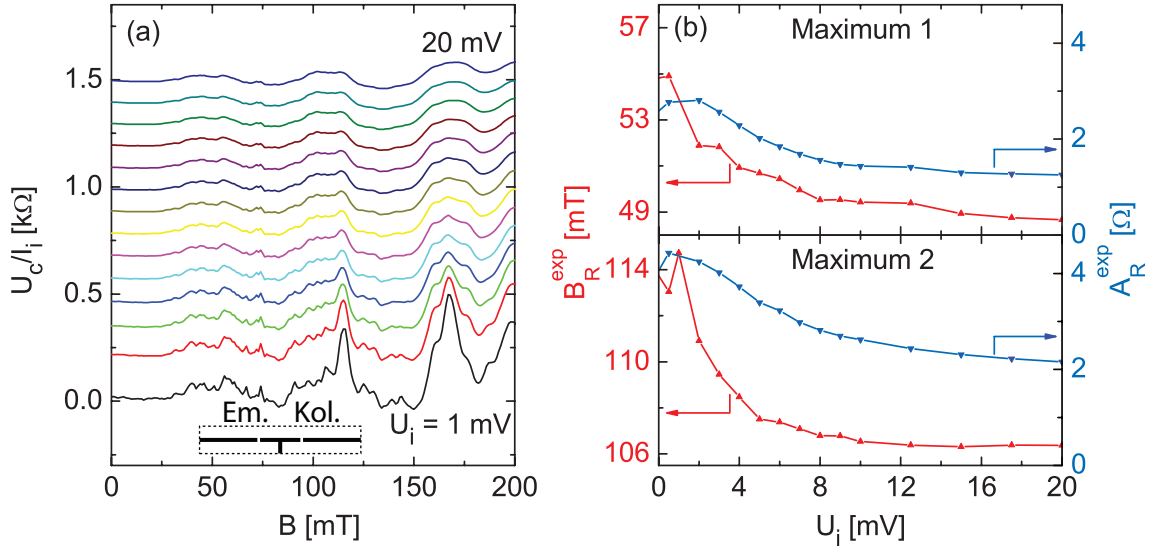 (a)
20 mV
1.5
1.0
0.5
0.0
U_c/I_i [kΩ]
Em. Kol.
U_i = 1 mV
0 50 100 150 200
B [mT]
(b)
Maximum 1
57
53
49
4
2
0
Maximum 2
114
110
106
4
2
0
B_R^exp [mT]
A_R^exp [Ω]
0 4 8 12 16 20
U_i [mV]